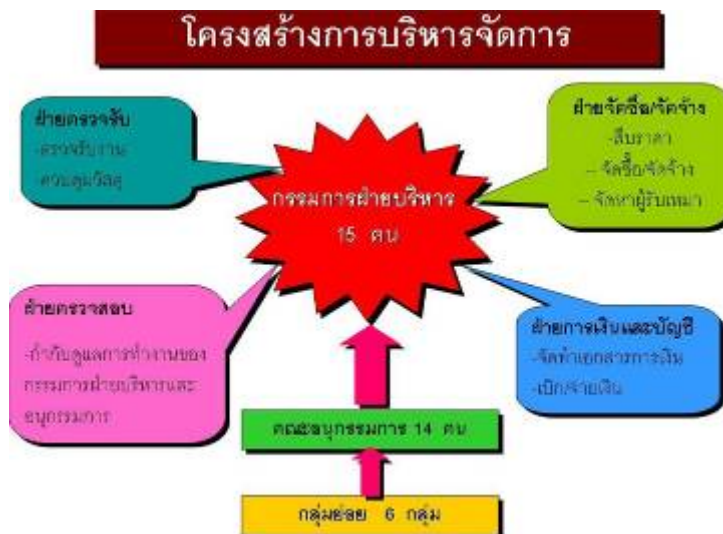 โครงสร้างการบริหารจัดการ
ฝ่ายตรวจรับ
-ตรวจรับงาน
-ควบคุมวัสดุ
ฝ่ายจัดซื้อ/จัดจ้าง
-สืบราคา
– จัดซื้อ/จัดจ้าง
– จัดหาผู้รับเหมา
กรรมการฝ่ายบริหาร
15 คน
ฝ่ายตรวจสอบ
-กำกับดูแลการทำงานของ
กรรมการฝ่ายบริหารและ
อนุกรรมการ
ฝ่ายการเงินและบัญชี
-จัดทำเอกสารการเงิน
-เบิก/จ่ายเงิน
คณะอนุกรรมการ 14 คน
กลุ่มย่อย 6 กลุ่ม